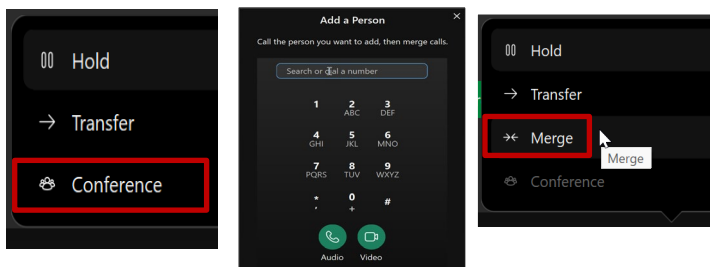 Hold
Transfer
Conference
Add a Person
Call the person you want to add, then merge calls.
Search or dial a number
1 2 3
ABC DEF
4 5 6
GHI JKL MNO
7 8 9
PQRS TUV WXYZ
* 0 #
, +
Audio Video
Hold
Transfer
Merge
Merge
Conference